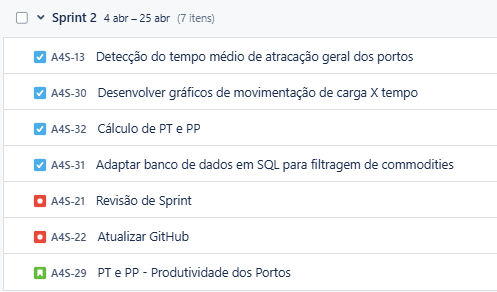 Sprint 2 4 abr – 25 abr (7 itens)
A4S-13 Detecção do tempo médio de atracação geral dos portos
A4S-30 Desenvolver gráficos de movimentação de carga X tempo
A4S-32 Cálculo de PT e PP
A4S-31 Adaptar banco de dados em SQL para filtragem de commodities
A4S-21 Revisão de Sprint
A4S-22 Atualizar GitHub
A4S-29 PT e PP - Produtividade dos Portos